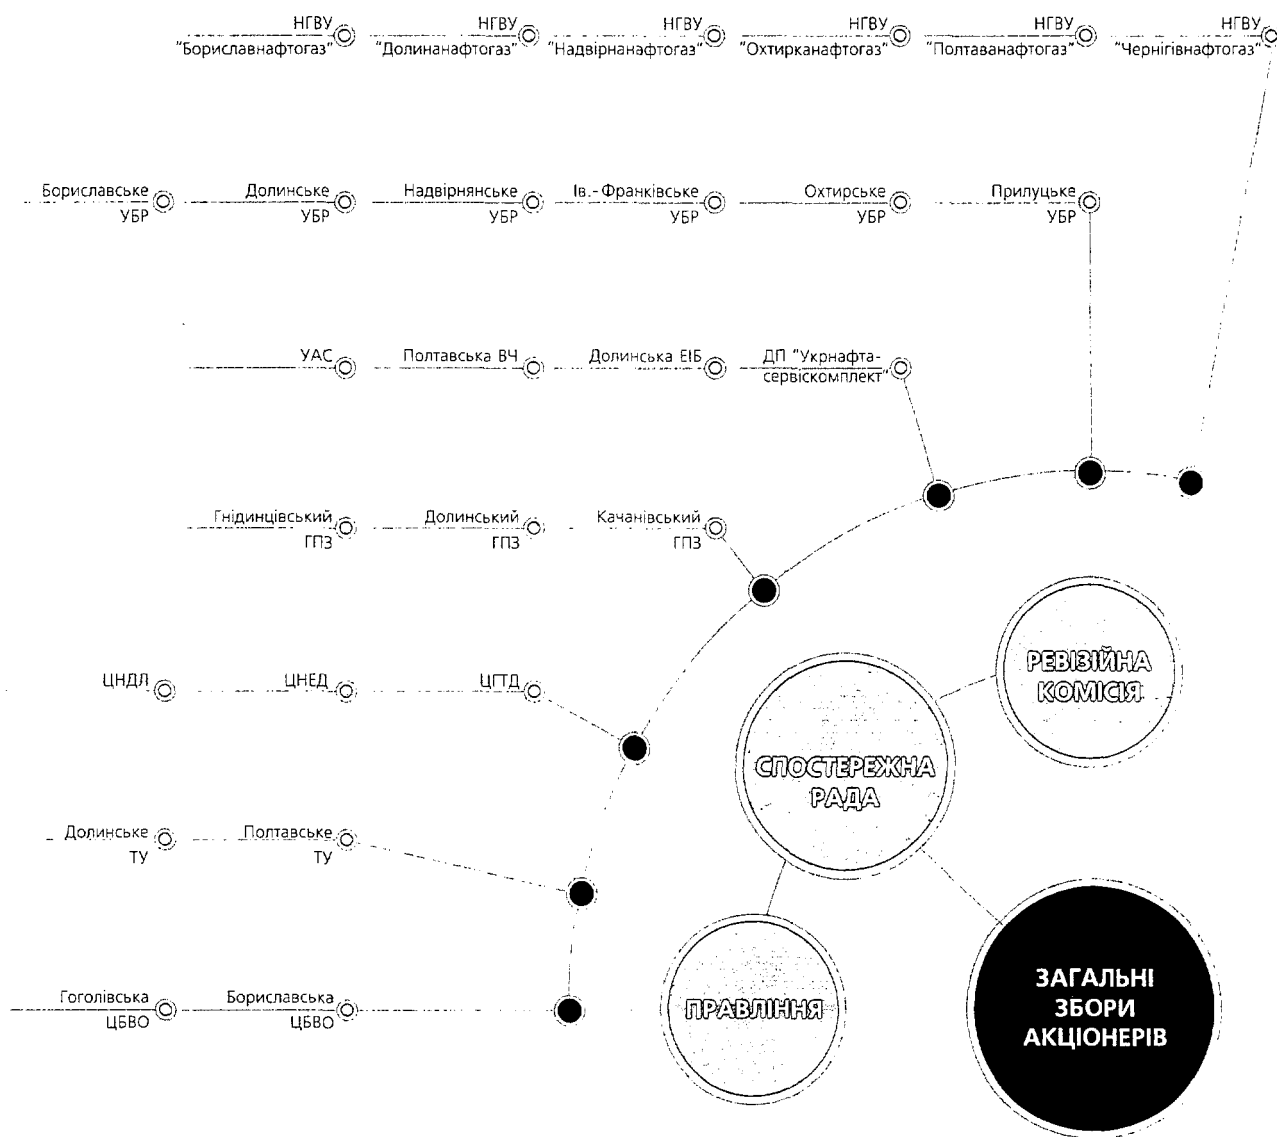 НГВУ
"Бориславнафтогаз"
НГВУ
"Долинанафтогаз"
НГВУ
"Надвірнанафтогаз"
НГВУ
"Охтирканафтогаз"
НГВУ
"Полтаванафтогаз"
НГВУ
"Чернігівнафтогаз"
Бориславське
УБР
Долинське
УБР
Надвірнянське
УБР
Ів.-Франківське
УБР
Охтирське
УБР
Прилуцьке
УБР
УАС
Полтавська ВЧ
Долинська ЕІБ
ДП "Укрнафта-
сервіскомплект"
Гнідинцівський
ГПЗ
Долинський
ГПЗ
Качанівський
ГПЗ
ЦНДЛ
ЦНЕД
ЦГТД
РЕВІЗІЙНА
КОМІСІЯ
СПОСТЕРЕЖНА
РАДА
Долинське
ТУ
Полтавське
ТУ
Гоголівська
ЦБВО
Бориславська
ЦБВО
ПРАВЛІННЯ
ЗАГАЛЬНІ
ЗБОРИ
АКЦІОНЕРІВ